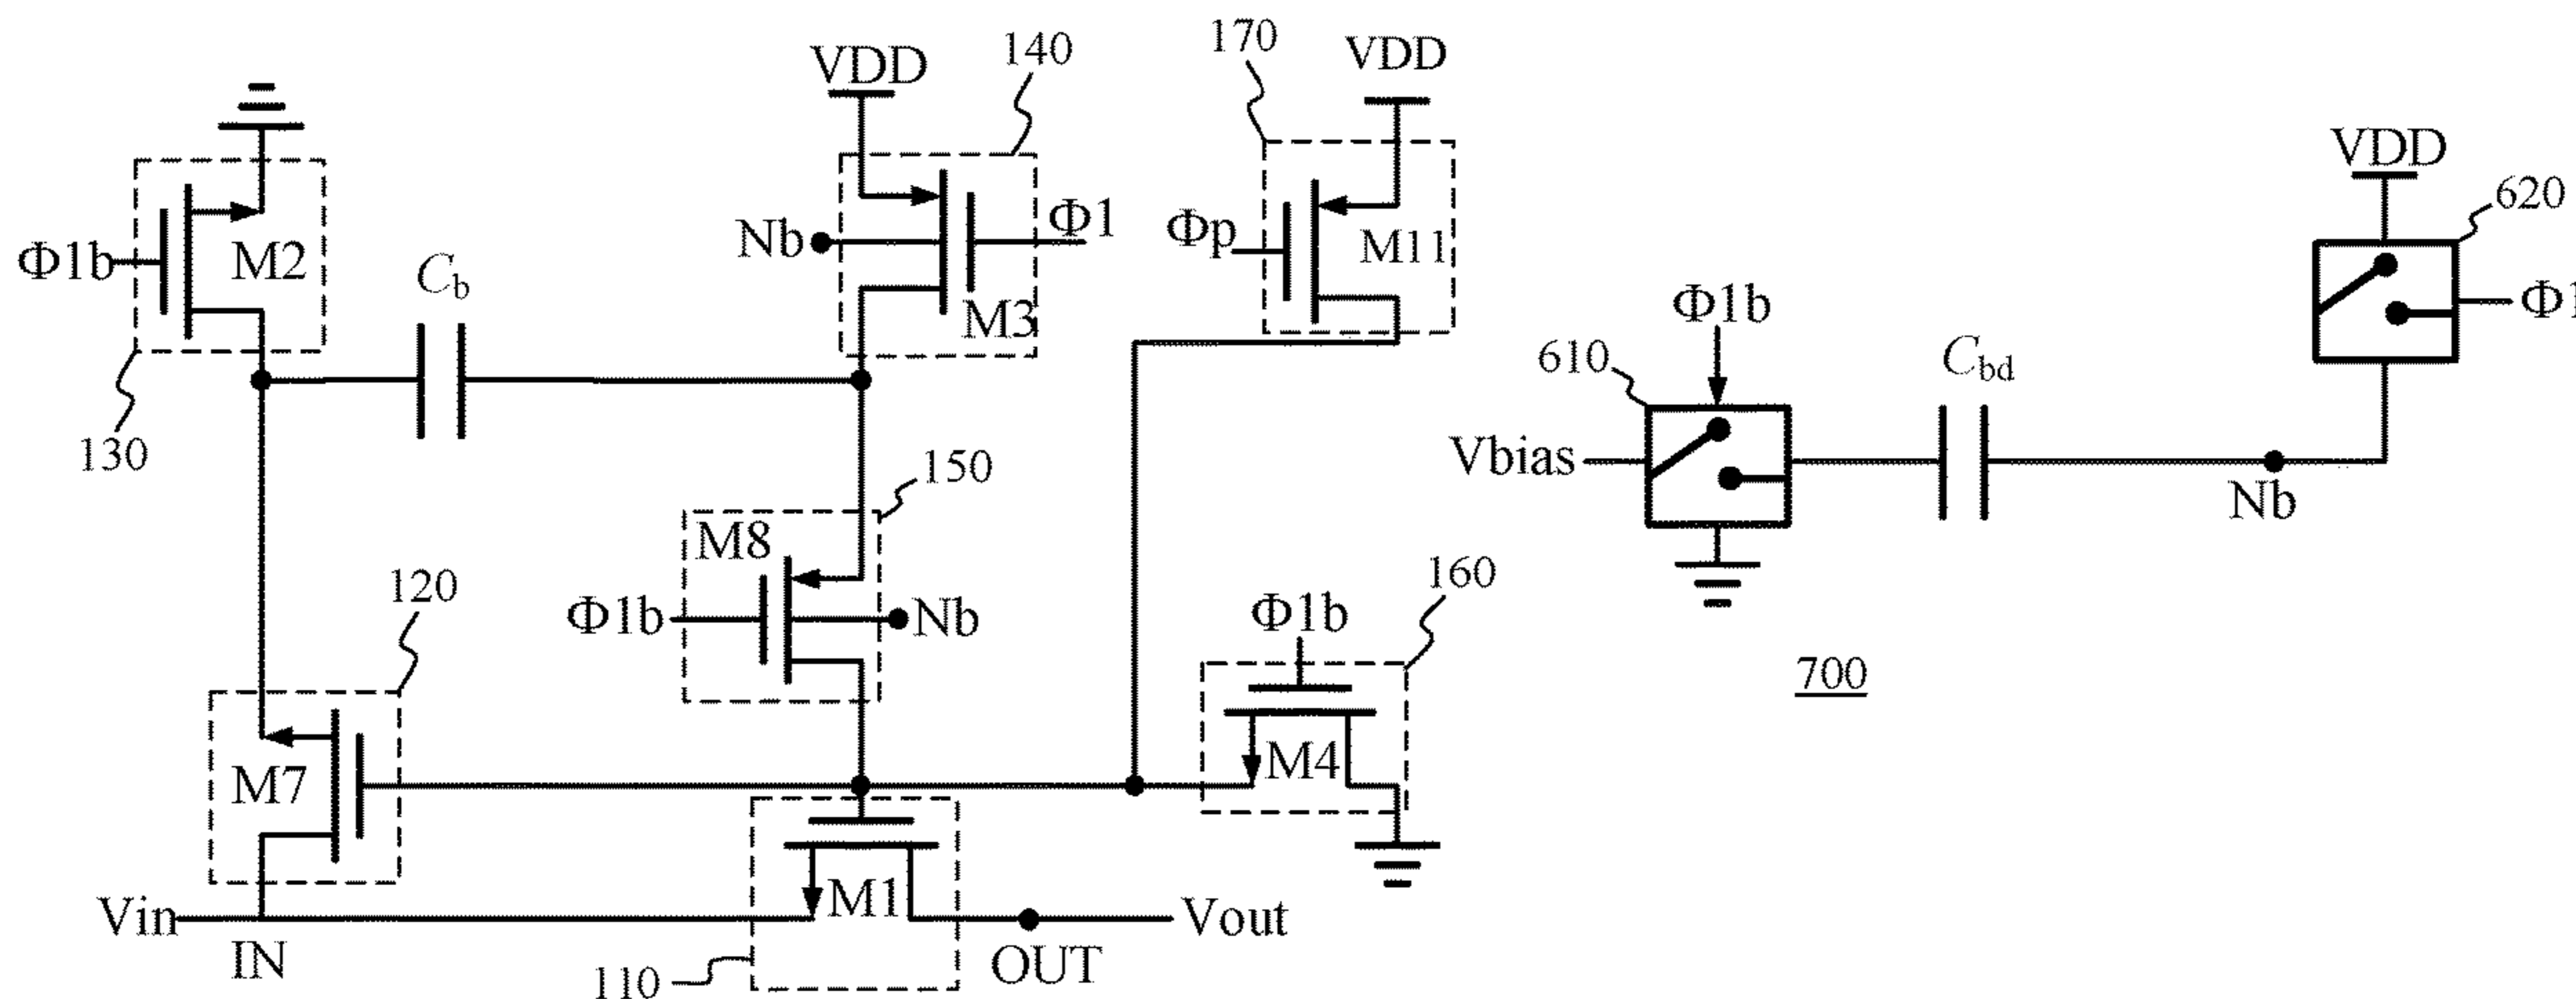 170
VDD
140
VDD
VDD
620
Φ1b
M2
Cb
Nb
Φ1
M3
Φp
M11
Φ1b
610
Cbd
Φ1
130
Vbias
Nb
150
M8
Φ1b
Nb
120
Φ1b
160
700
M7
M4
Vin
IN
M1
110
OUT
Vout